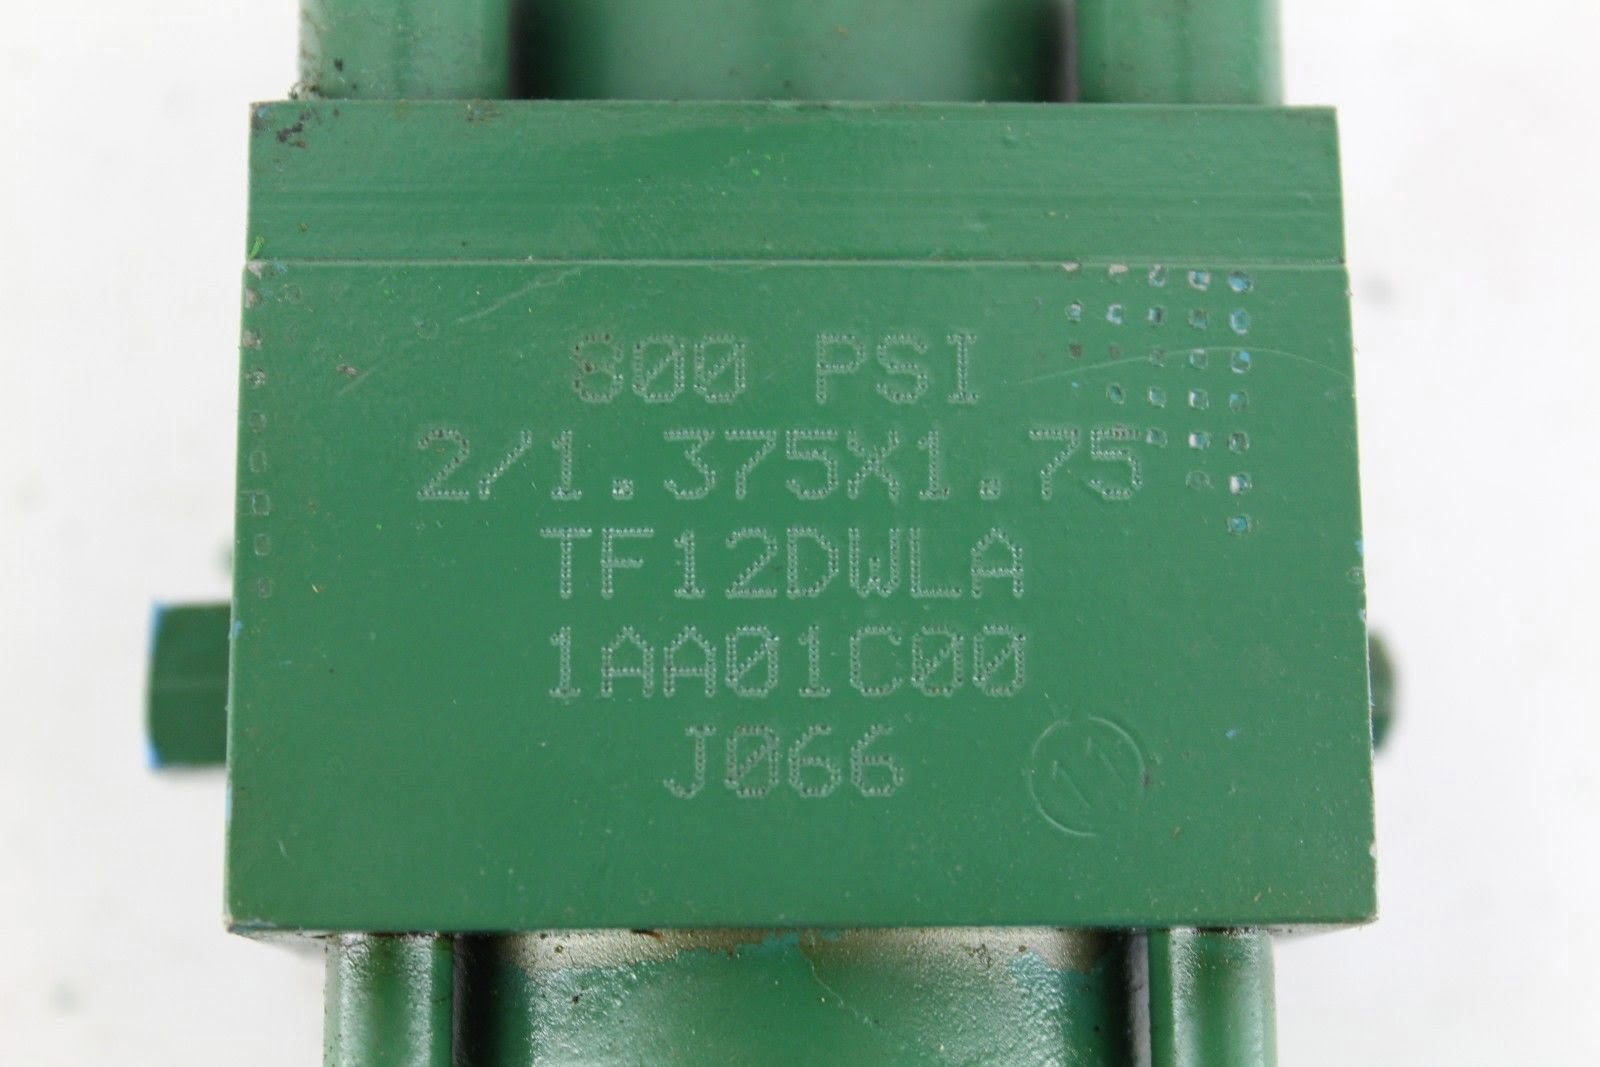 800 PSI
2/1.375X1.75
TF12DWLA
1AA01C00
J066